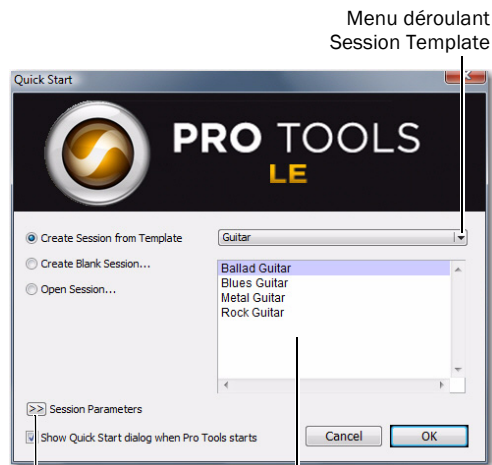 Menu déroulant
Session Template
Quick Start
PRO TOOLS
LE
Create Session from Template
Guitar
Create Blank Session...
Open Session...
Ballad Guitar
Blues Guitar
Metal Guitar
Rock Guitar
>> Session Parameters
Show Quick Start dialog when Pro Tools starts
Cancel
OK